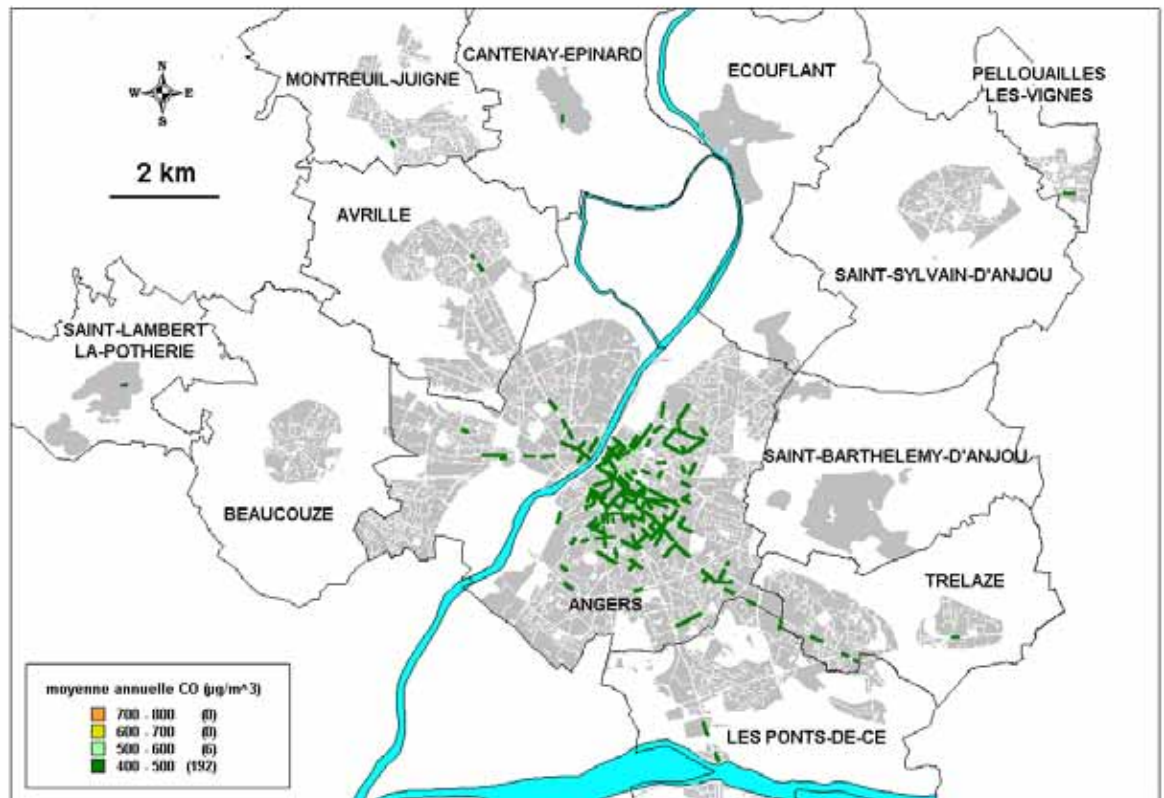 CANTENAY-EPINARD
ECOUFLANT
PELLOUAILLES
LES-VIGNES
MONTREUIL-JUIGNE
N
W E
S
2 km
AVRILLE
SAINT-SYLVAIN-D'ANJOU
SAINT-LAMBERT
LA-POTHERIE
SAINT-BARTHELEMY-D'ANJOU
BEAUCOUZE
TRELAZE
ANGERS
LES PONTS-DE-CE
moyenne annuelle CO (µg/m^3)
700 - 800 (0)
600 - 700 (0)
500 - 600 (6)
400 - 500 (192)